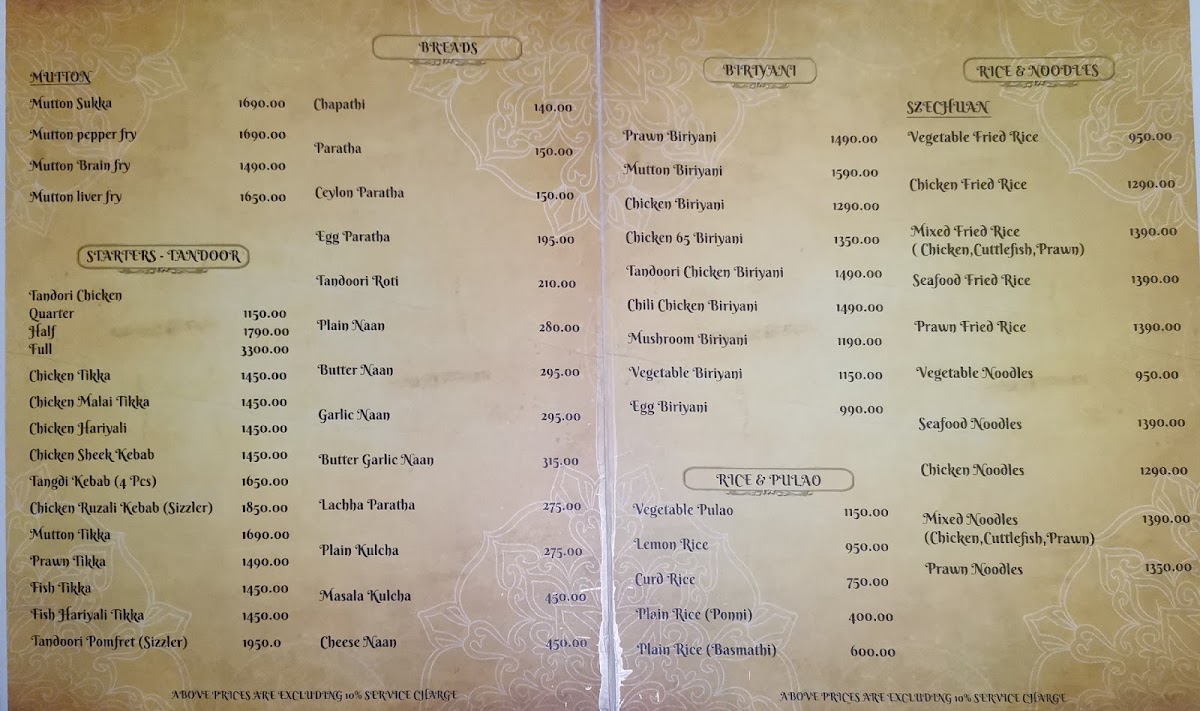 MUTTON
Mutton Sukka 1690.00
Mutton pepper fry 1690.00
Mutton Brain fry 1490.00
Mutton liver fry 1650.00
STARTERS - TANDOOR
Tandori Chicken
Quarter 1150.00
Half 1790.00
Full 3300.00
Chicken Tikka 1450.00
Chicken Malai Tikka 1450.00
Chicken Hariyali 1450.00
Chicken Sheek Kebab 1450.00
Tangdi Kebab (4 Pcs) 1650.00
Chicken Ruzali Kebab (Sizzler) 1850.00
Mutton Tikka 1690.00
Prawn Tikka 1490.00
Fish Tikka 1450.00
Fish Hariyali Tikka 1450.00
Tandoori Pomfret (Sizzler) 1950.0
BREADS
Chapathi 140.00
Paratha 150.00
Ceylon Paratha 150.00
Egg Paratha 195.00
Tandoori Roti 210.00
Plain Naan 280.00
Butter Naan 295.00
Garlic Naan 295.00
Butter Garlic Naan 315.00
Lachha Paratha 275.00
Plain Kulcha 275.00
Masala Kulcha 450.00
Cheese Naan 450.00
ABOVE PRICES ARE EXCLUDING 10% SERVICE CHARGE
BIRIYANI
Prawn Biriyani 1490.00
Mutton Biriyani 1590.00
Chicken Biriyani 1290.00
Chicken 65 Biriyani 1350.00
Tandoori Chicken Biriyani 1490.00
Chili Chicken Biriyani 1490.00
Mushroom Biriyani 1190.00
Vegetable Biriyani 1150.00
Egg Biriyani 990.00
RICE & PULAO
Vegetable Pulao 1150.00
Lemon Rice 950.00
Curd Rice 750.00
Plain Rice (Ponni) 400.00
Plain Rice (Basmathi) 600.00
RICE & NOODLES
SZECHUAN
Vegetable Fried Rice 950.00
Chicken Fried Rice 1290.00
Mixed Fried Rice 1390.00
( Chicken,Cuttlefish,Prawn)
Seafood Fried Rice 1390.00
Prawn Fried Rice 1390.00
Vegetable Noodles 950.00
Seafood Noodles 1390.00
Chicken Noodles 1290.00
Mixed Noodles 1390.00
(Chicken,Cuttlefish,Prawn)
Prawn Noodles 1350.00
ABOVE PRICES ARE EXCLUDING 10% SERVICE CHARGE